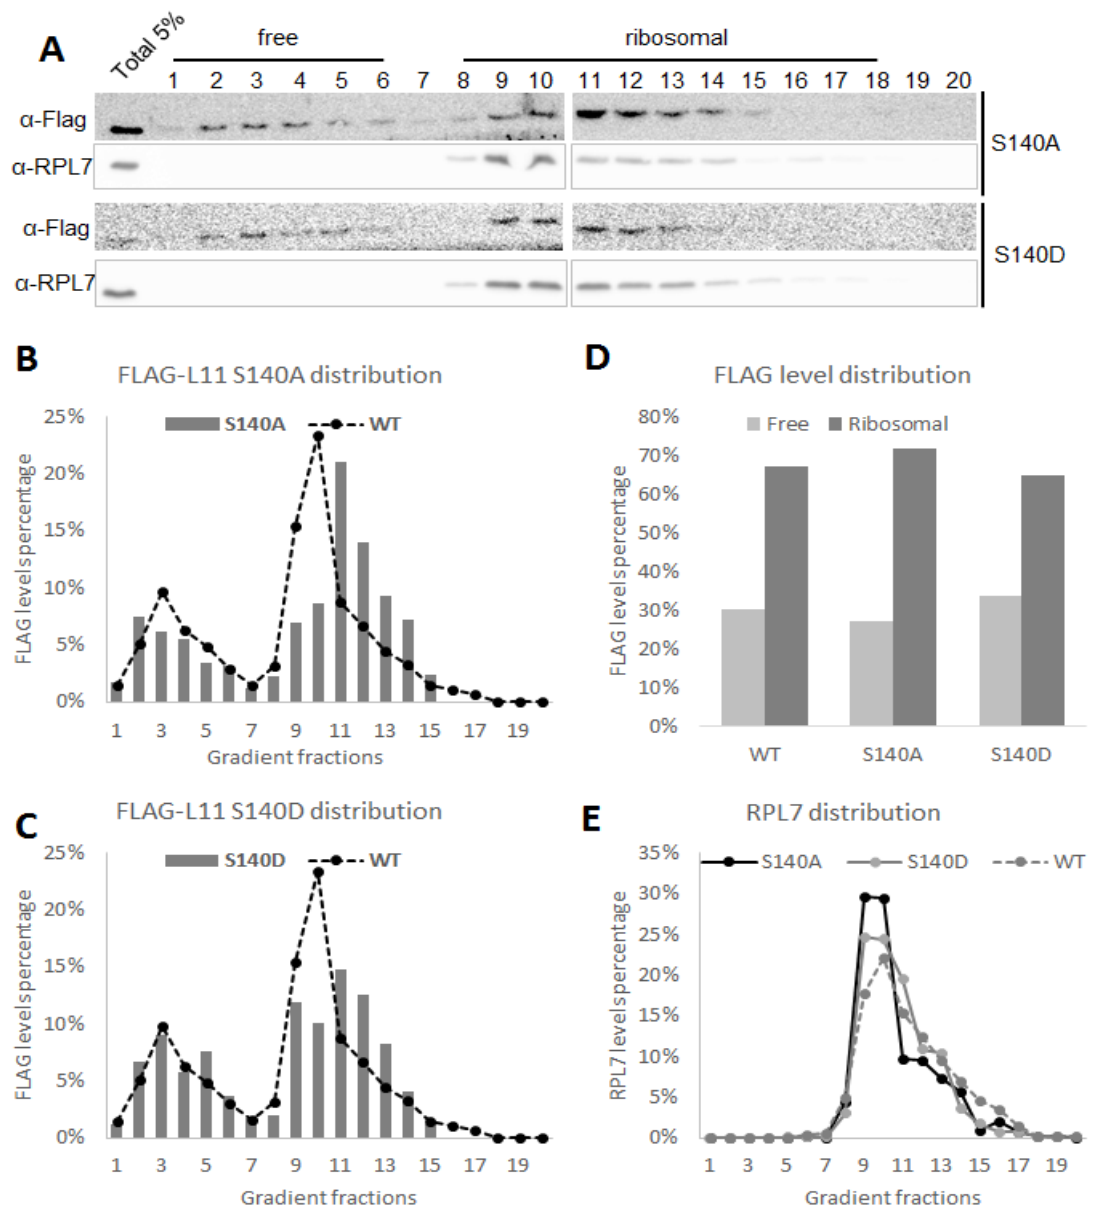 A
Total 5%
free
ribosomal
1 2 3 4 5 6 7 8 9 10 11 12 13 14 15 16 17 18 19 20
α-Flag
α-RPL7
S140A
α-Flag
α-RPL7
S140D
B
FLAG-L11 S140A distribution
S140A WT
FLAG levels percentage
25%
20%
15%
10%
5%
0%
1 3 5 7 9 11 13 15 17 19
Gradient fractions
D
FLAG level distribution
Free Ribosomal
FLAG levels percentage
80%
70%
60%
50%
40%
30%
20%
10%
0%
WT S140A S140D
C
FLAG-L11 S140D distribution
S140D WT
FLAG levels percentage
25%
20%
15%
10%
5%
0%
1 3 5 7 9 11 13 15 17 19
Gradient fractions
E
RPL7 distribution
S140A S140D WT
RPL7 levels percentage
35%
30%
25%
20%
15%
10%
5%
0%
1 3 5 7 9 11 13 15 17 19
Gradient fractions